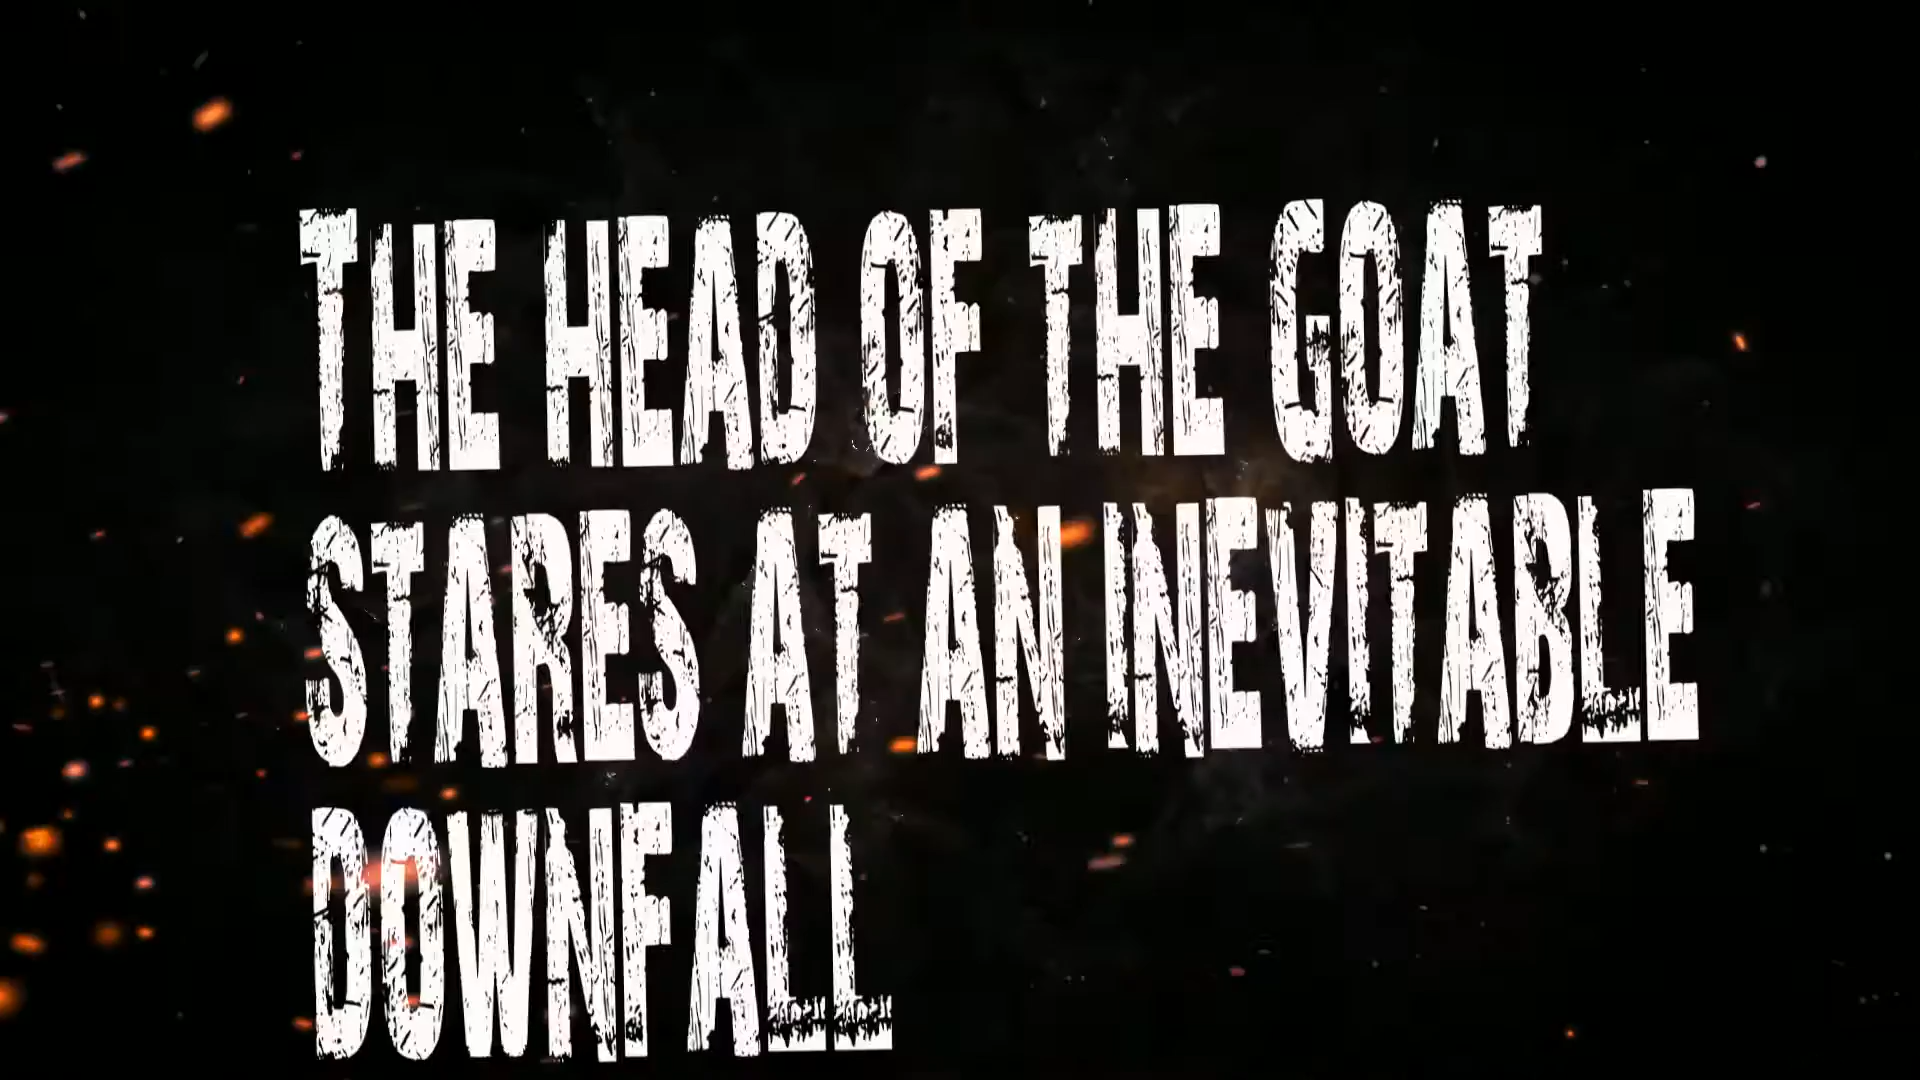 THE HEAD OF THE GOAT
STARES AT AN INEVITABLE
DOWNFALL